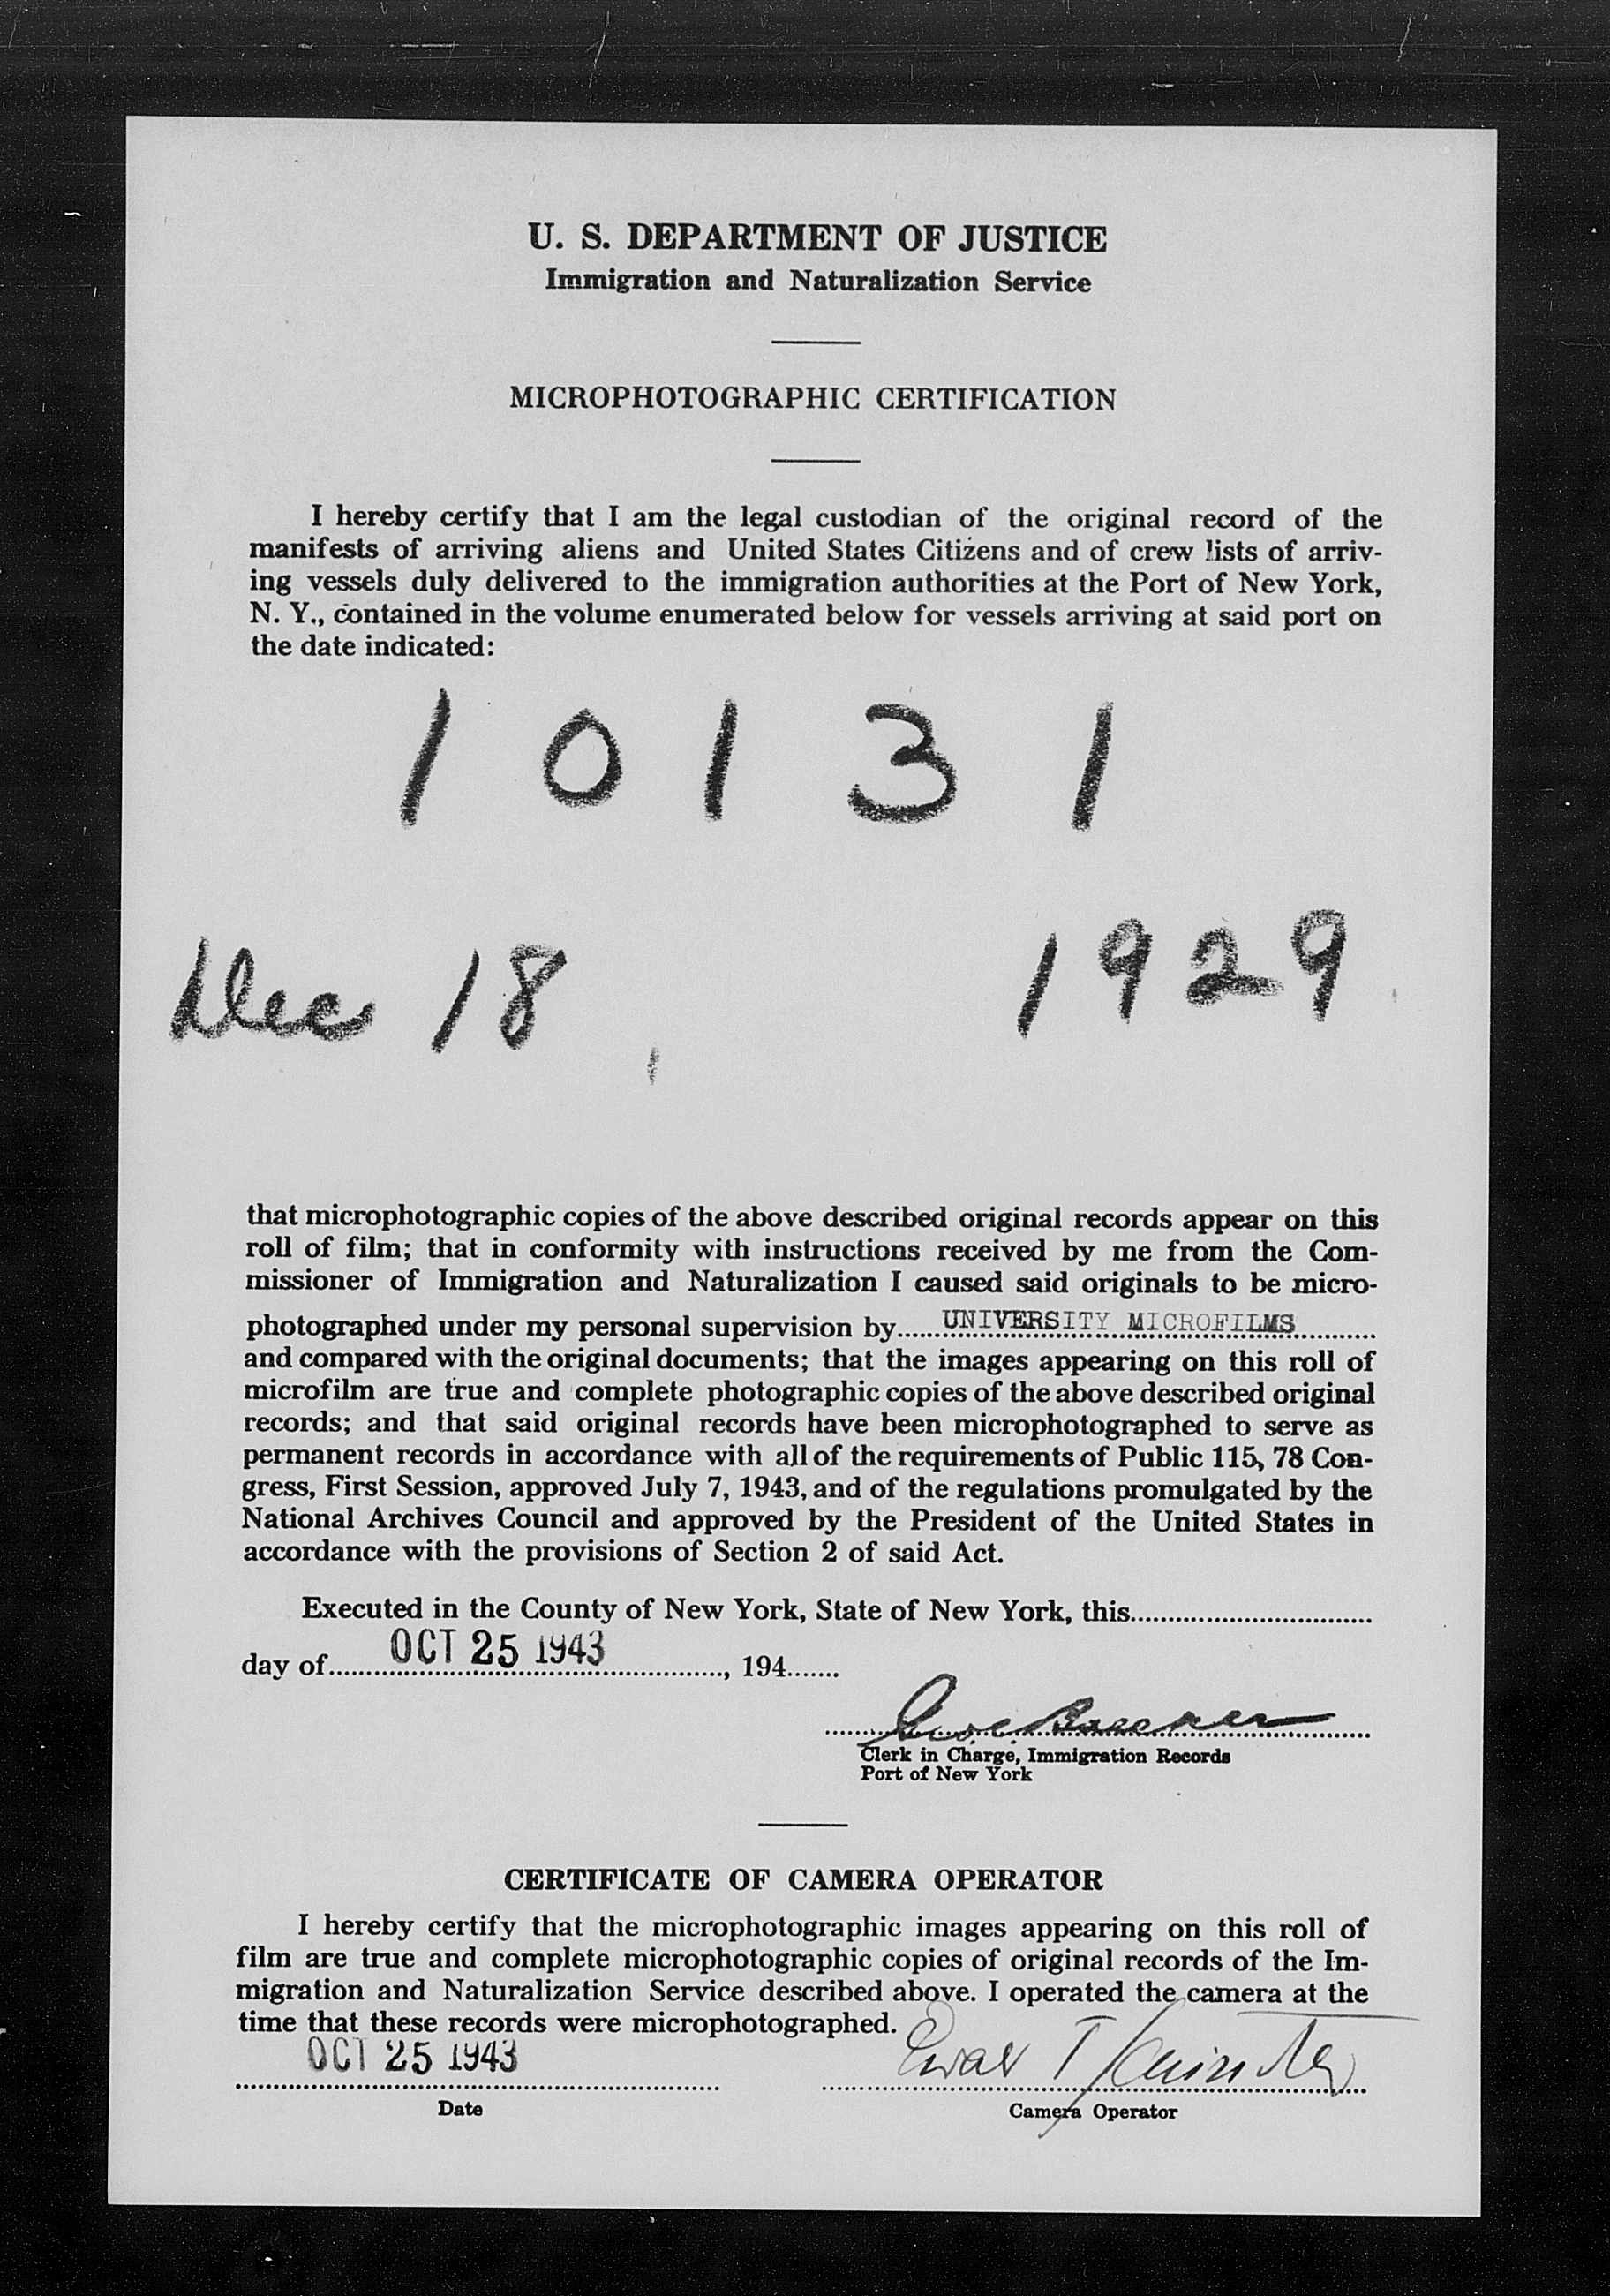 U. S. DEPARTMENT OF JUSTICE
Immigration and Naturalization Service
MICROPHOTOGRAPHIC CERTIFICATION
I hereby certify that I am the legal custodian of the original record of the
manifests of arriving aliens and United States Citizens and of crew lists of arriv-
ing vessels duly delivered to the immigration authorities at the Port of New York,
N. Y., contained in the volume enumerated below for vessels arriving at said port on
the date indicated:
10131
Dec 18, 1929
that microphotographic copies of the above described original records appear on this
roll of film; that in conformity with instructions received by me from the Com-
missioner of Immigration and Naturalization I caused said originals to be micro-
photographed under my personal supervision by UNIVERSITY MICROFILMS
and compared with the original documents; that the images appearing on this roll of
microfilm are true and complete photographic copies of the above described original
records; and that said original records have been microphotographed to serve as
permanent records in accordance with all of the requirements of Public 115, 78 Con-
gress, First Session, approved July 7, 1943, and of the regulations promulgated by the
National Archives Council and approved by the President of the United States in
accordance with the provisions of Section 2 of said Act.
Executed in the County of New York, State of New York, this
day of OCT 25 1943, 194
Clerk in Charge, Immigration Records
Port of New York
CERTIFICATE OF CAMERA OPERATOR
I hereby certify that the microphotographic images appearing on this roll of
film are true and complete microphotographic copies of original records of the Im-
migration and Naturalization Service described above. I operated the camera at the
time that these records were microphotographed.
OCT 25 1943
Date
Camera Operator